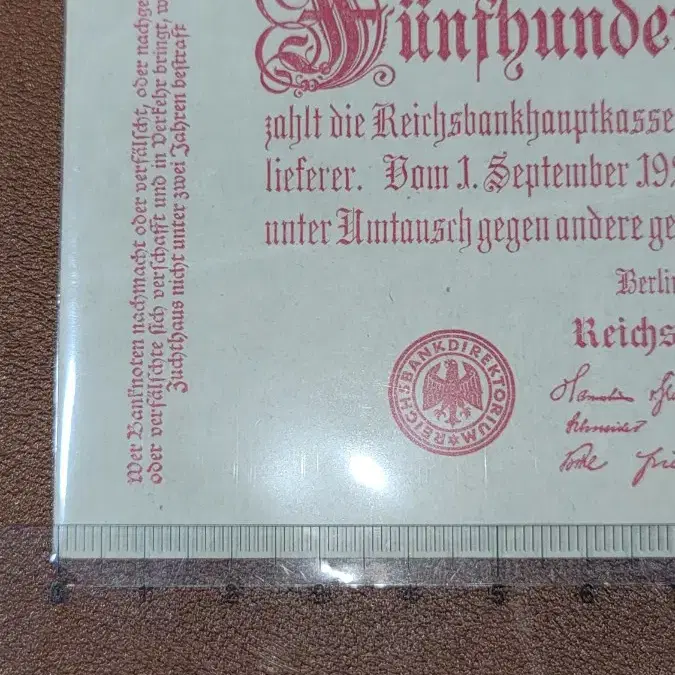 Fünfhunde
zahlt die Reichsbankhauptkasse
lieferer. Vom 1. September 192
unter Umtausch gegen andere ge
Berlin
Reichs
REICHSBANKDIREKTORIUM
Wer Banknoten nachmacht oder verfälscht, oder nachge
oder verfälschte sich verschafft und in Verkehr bringt, w
Zuchthaus nicht unter zwei Jahren bestraft
0 1 2 3 4 5 6